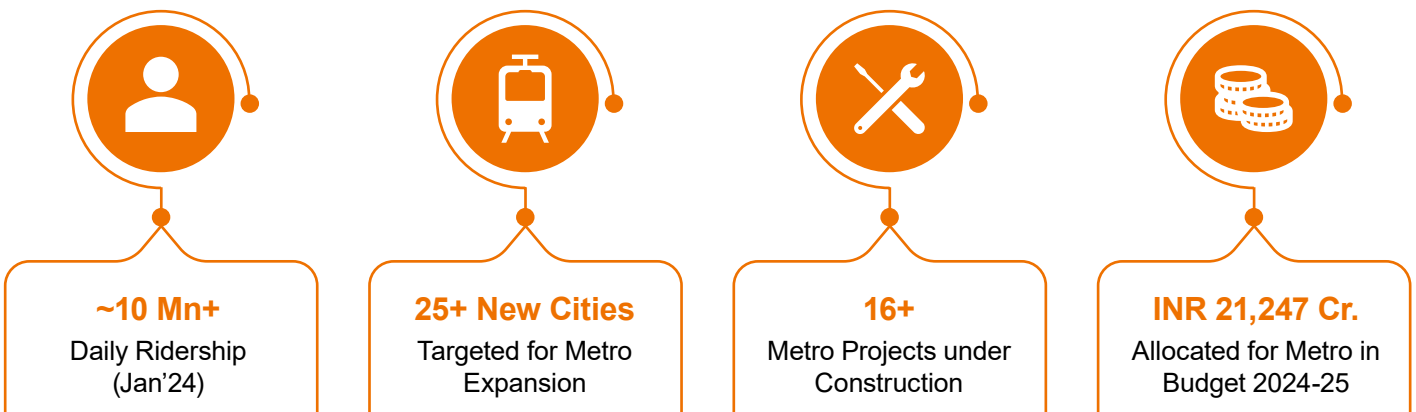 ~10 Mn+
Daily Ridership
(Jan’24)
25+ New Cities
Targeted for Metro
Expansion
16+
Metro Projects under
Construction
INR 21,247 Cr.
Allocated for Metro in
Budget 2024-25